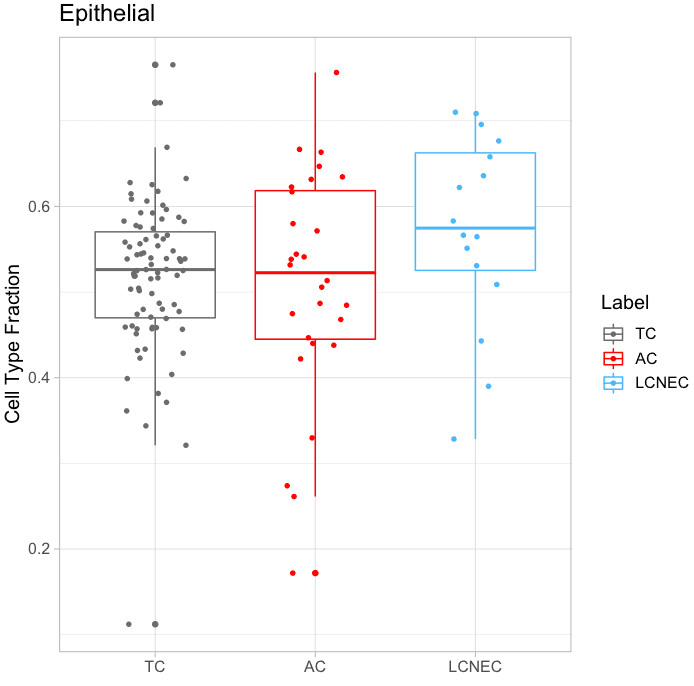 Epithelial
Cell Type Fraction
0.6
0.4
0.2
TC
AC
LCNEC
Label
TC
AC
LCNEC